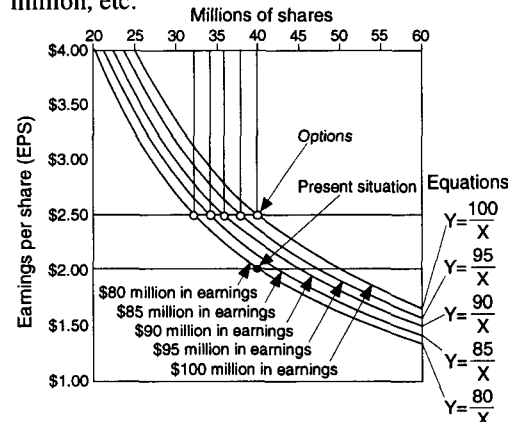 million, etc.
Millions of shares
20 25 30 35 40 45 50 55 60
$4.00
$3.50
$3.00
$2.50
$2.00
$1.50
$1.00
Earnings per share (EPS)
Options
Present situation
Equations
Y=100/X
Y=95/X
Y=90/X
Y=85/X
Y=80/X
$80 million in earnings
$85 million in earnings
$90 million in earnings
$95 million in earnings
$100 million in earnings